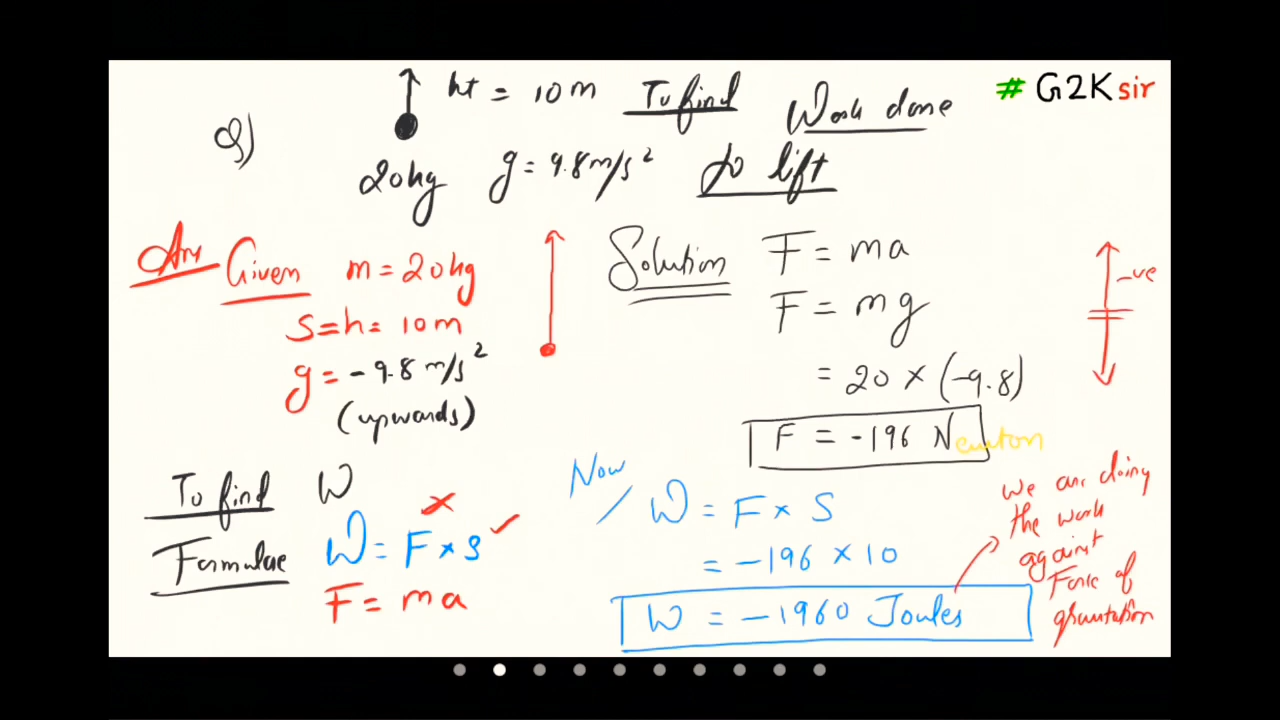 ht = 10m To find Work done
# G2Ksir
Q)
20kg g = 9.8m/s² to lift
Ans Given m = 20kg
s=h= 10m
g = - 9.8 m/s²
(upwards)
To find W
Formulae W = F × s
F = ma
Solution F = ma
F = mg
= 20 × (-9.8)
F = -196 Newton
-ve
Now W = F × S
= -196 × 10
W = -1960 Joules
we are doing
the work
against
Force of
gravitation